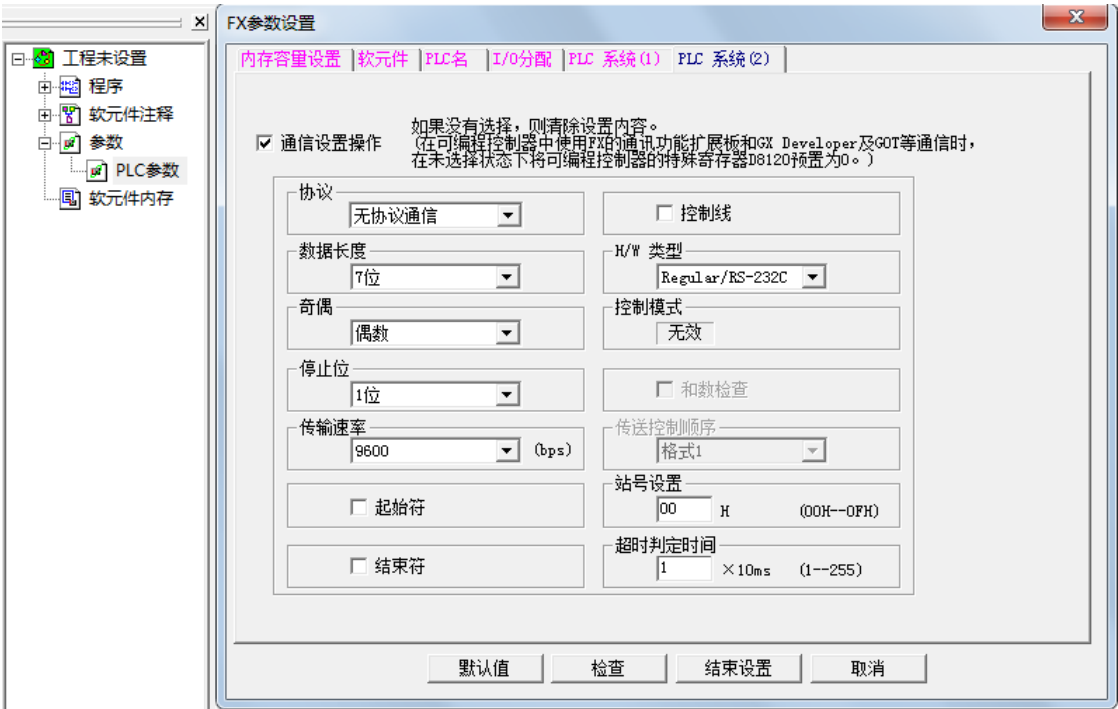 FX参数设置
工程未设置
程序
软元件注释
参数
PLC参数
软元件内存
内存容量设置 软元件 PLC名 I/O分配 PLC 系统(1) PLC 系统(2)
通信设置操作
如果没有选择，则清除设置内容。
(在可编程控制器中使用FX的通讯功能扩展板和GX Developer及GOT等通信时，
在未选择状态下将可编程控制器的特殊寄存器D8120预置为0。)
协议
无协议通信
控制线
数据长度
7位
H/W 类型
Regular/RS-232C
奇偶
偶数
控制模式
无效
停止位
1位
和数检查
传输速率
9600 (bps)
传送控制顺序
格式1
起始符
站号设置
00 H (00H--0FH)
结束符
超时判定时间
1 ×10ms (1--255)
默认值 检查 结束设置 取消